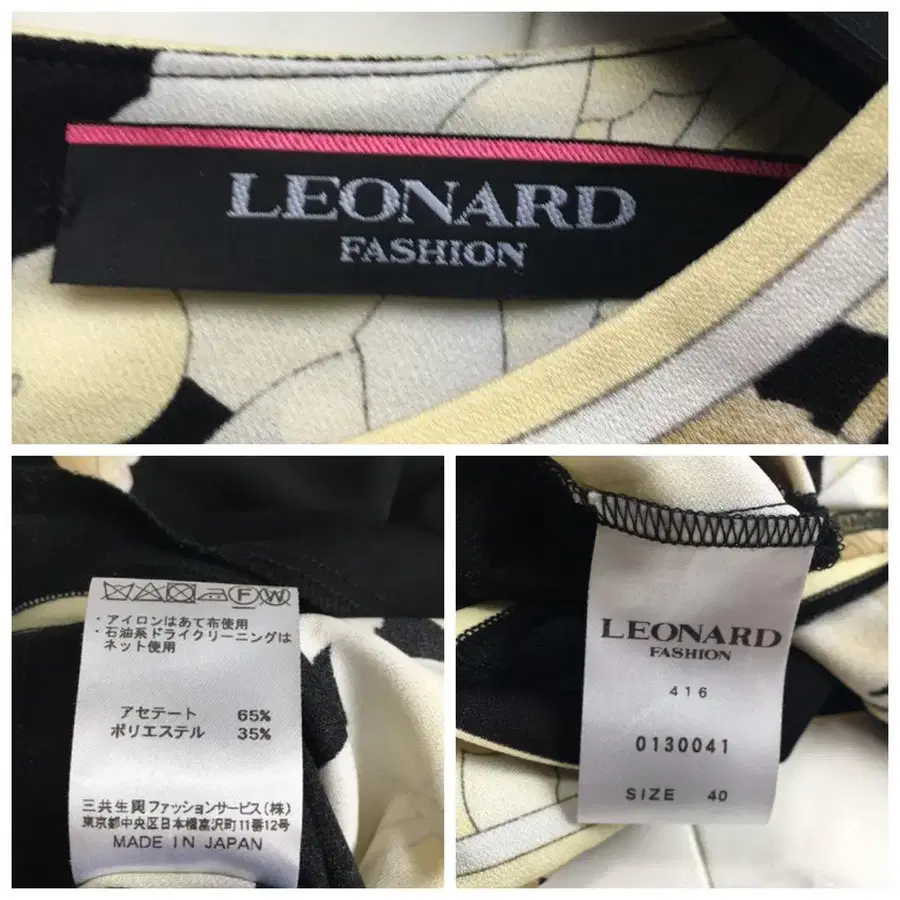 LEONARD
FASHION
F W
・アイロンはあて布使用
・石油系ドライクリーニングは
ネット使用
アセテート 65%
ポリエステル 35%
三共生興ファッションサービス(株)
東京都中央区日本橋富沢町11番12号
MADE IN JAPAN
LEONARD
FASHION
416
0130041
SIZE 40